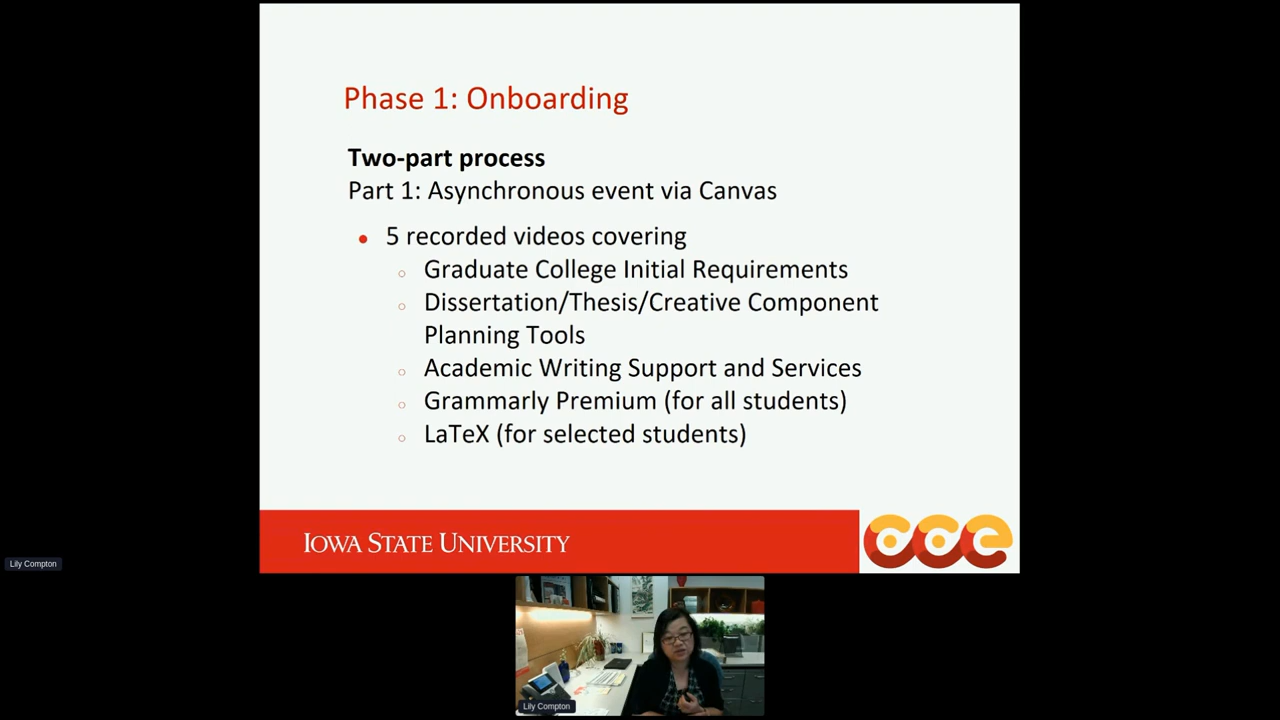 Phase 1: Onboarding
Two-part process
Part 1: Asynchronous event via Canvas
5 recorded videos covering
Graduate College Initial Requirements
Dissertation/Thesis/Creative Component
Planning Tools
Academic Writing Support and Services
Grammarly Premium (for all students)
LaTeX (for selected students)
IOWA STATE UNIVERSITY
cce
Lily Compton
Lily Compton